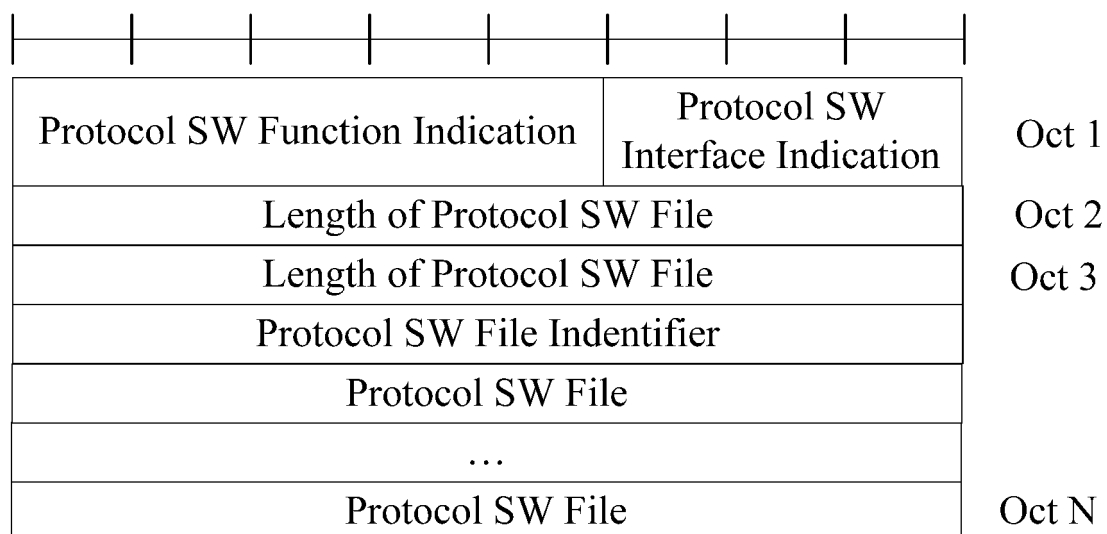 Protocol SW Function Indication
Protocol SW
Interface Indication
Oct 1
Length of Protocol SW File
Oct 2
Length of Protocol SW File
Oct 3
Protocol SW File Indentifier
Protocol SW File
…
Protocol SW File
Oct N